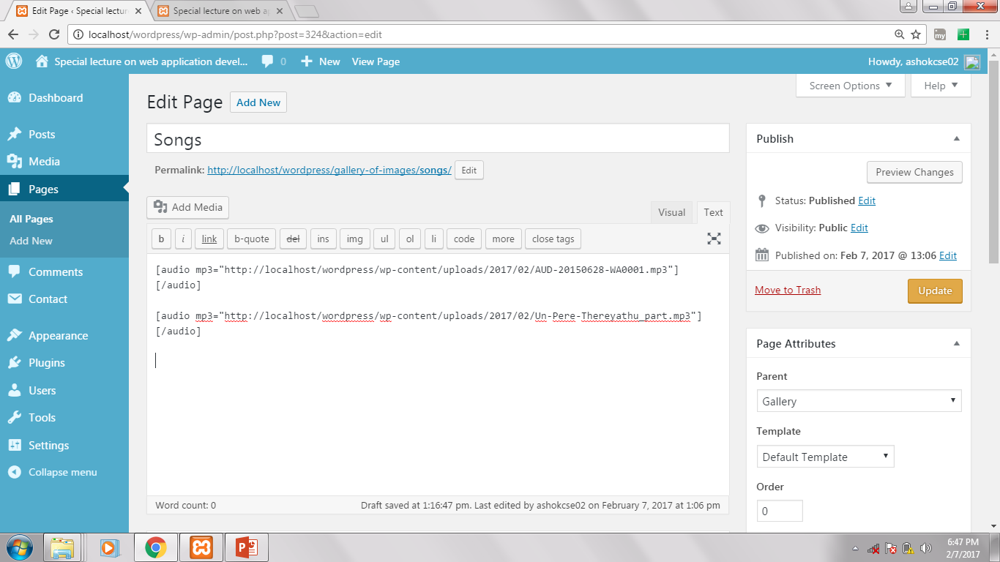 Edit Page ‹ Special lectur
Special lecture on web a
localhost/wordpress/wp-admin/post.php?post=324&action=edit
my
Special lecture on web application devel...
0
New
View Page
Howdy, ashokcse02
Dashboard
Posts
Media
Pages
All Pages
Add New
Comments
Contact
Appearance
Plugins
Users
Tools
Settings
Collapse menu
Screen Options
Help
Edit Page
Add New
Songs
Permalink: http://localhost/wordpress/gallery-of-images/songs/
Edit
Add Media
Visual
Text
b
i
link
b-quote
del
ins
img
ul
ol
li
code
more
close tags
[audio mp3="http://localhost/wordpress/wp-content/uploads/2017/02/AUD-20150628-WA0001.mp3"]
[/audio]
[audio mp3="http://localhost/wordpress/wp-content/uploads/2017/02/Un-Pere-Thereyathu_part.mp3"]
[/audio]
Word count: 0
Draft saved at 1:16:47 pm. Last edited by ashokcse02 on February 7, 2017 at 1:06 pm
Publish
Preview Changes
Status: Published Edit
Visibility: Public Edit
Published on: Feb 7, 2017 @ 13:06 Edit
Move to Trash
Update
Page Attributes
Parent
Gallery
Template
Default Template
Order
0
6:47 PM
2/7/2017